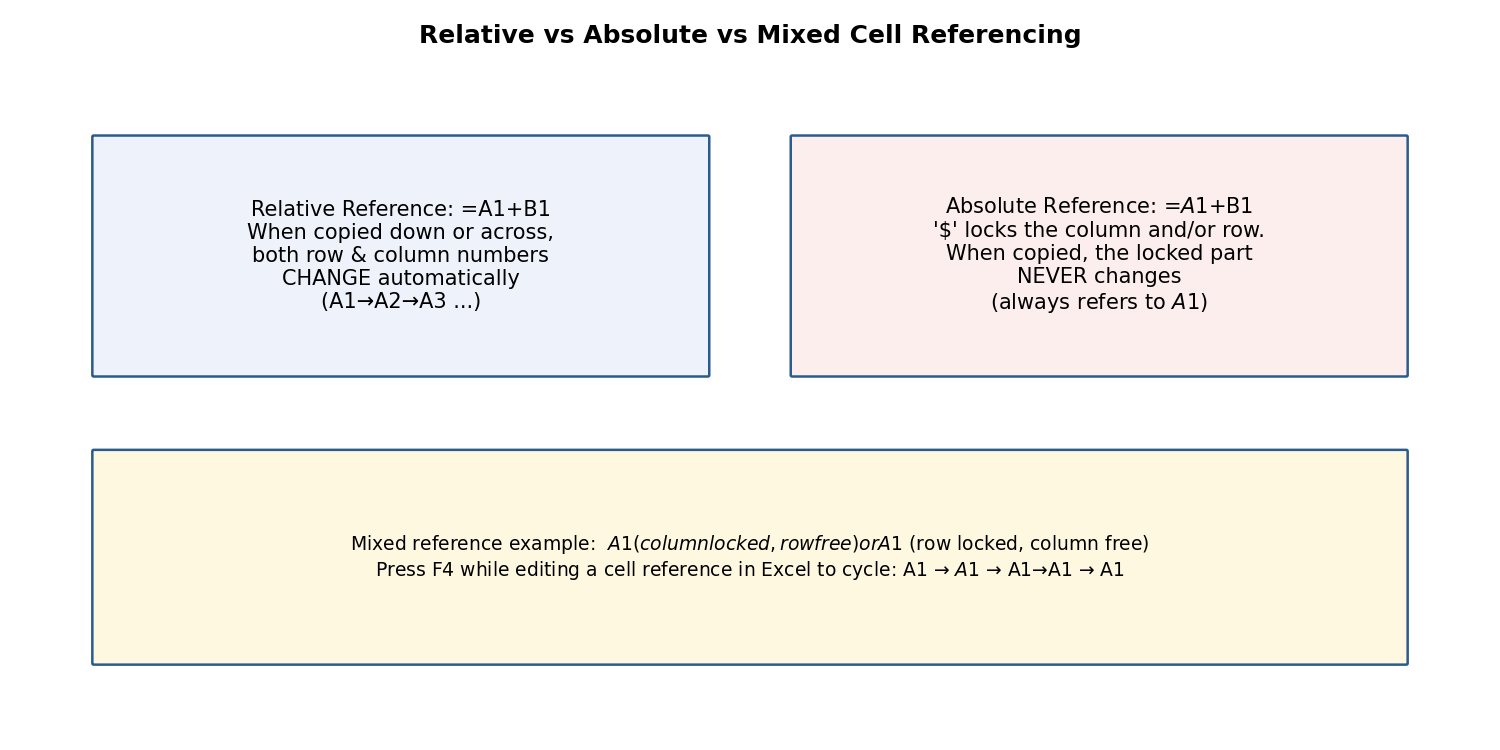 Relative vs Absolute vs Mixed Cell Referencing
Relative Reference: =A1+B1
When copied down or across,
both row & column numbers
CHANGE automatically
(A1→A2→A3 ...)
Absolute Reference: =A1+B1
'$' locks the column and/or row.
When copied, the locked part
NEVER changes
(always refers to A1)
Mixed reference example:  A1(columnlocked,rowfree)orA1 (row locked, column free)
Press F4 while editing a cell reference in Excel to cycle: A1 → A1 → A1→A1 → A1